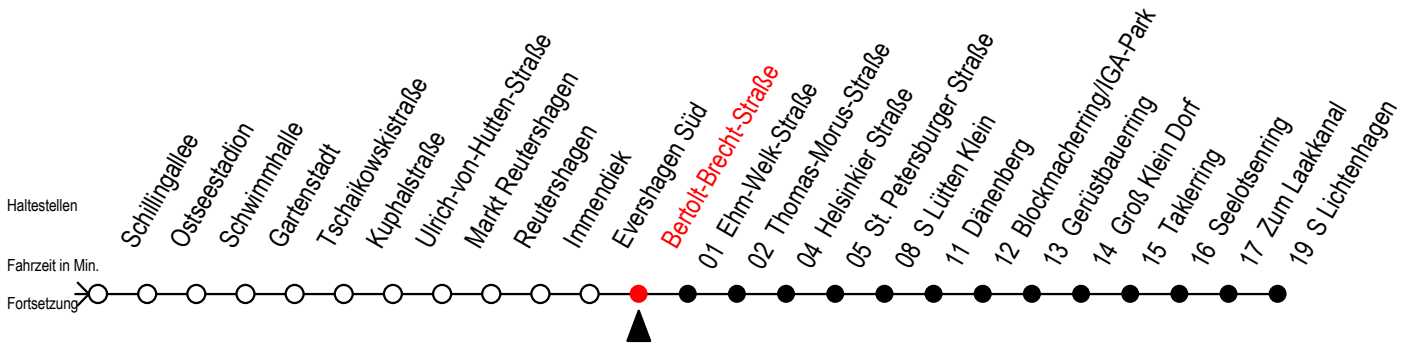 Haltestellen
Fahrzeit in Min.
Fortsetzung
Schillingallee
Ostseestadion
Schwimmhalle
Gartenstadt
Tschaikowskistraße
Kuphalstraße
Ulrich-von-Hutten-Straße
Markt Reutershagen
Reutershagen
Immendiek
Evershagen Süd
Bertolt-Brecht-Straße
01 Ehm-Welk-Straße
02 Thomas-Morus-Straße
04 Helsinkier Straße
05 St. Petersburger Straße
08 S Lütten Klein
11 Dänenberg
12 Blockmacherring/IGA-Park
13 Gerüstbauerring
14 Groß Klein Dorf
15 Taklerring
16 Seelotsenring
17 Zum Laakkanal
19 S Lichtenhagen